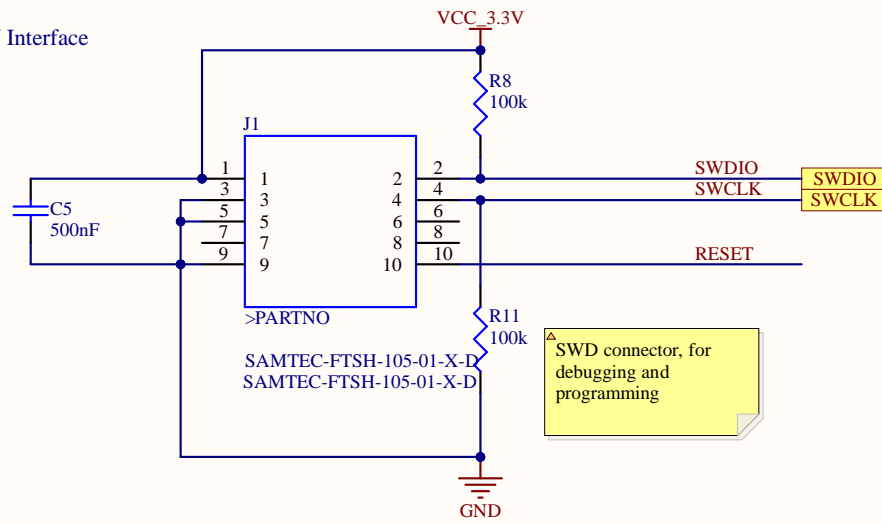 Interface
VCC_3.3V
R8
100k
J1
1 1 2 2
3 3 4 4
5 5 6 6
7 7 8 8
9 9 10 10
SWDIO
SWCLK
RESET
SWDIO
SWCLK
C5
500nF
>PARTNO
SAMTEC-FTSH-105-01-X-D
SAMTEC-FTSH-105-01-X-D
R11
100k
SWD connector, for
debugging and
programming
GND